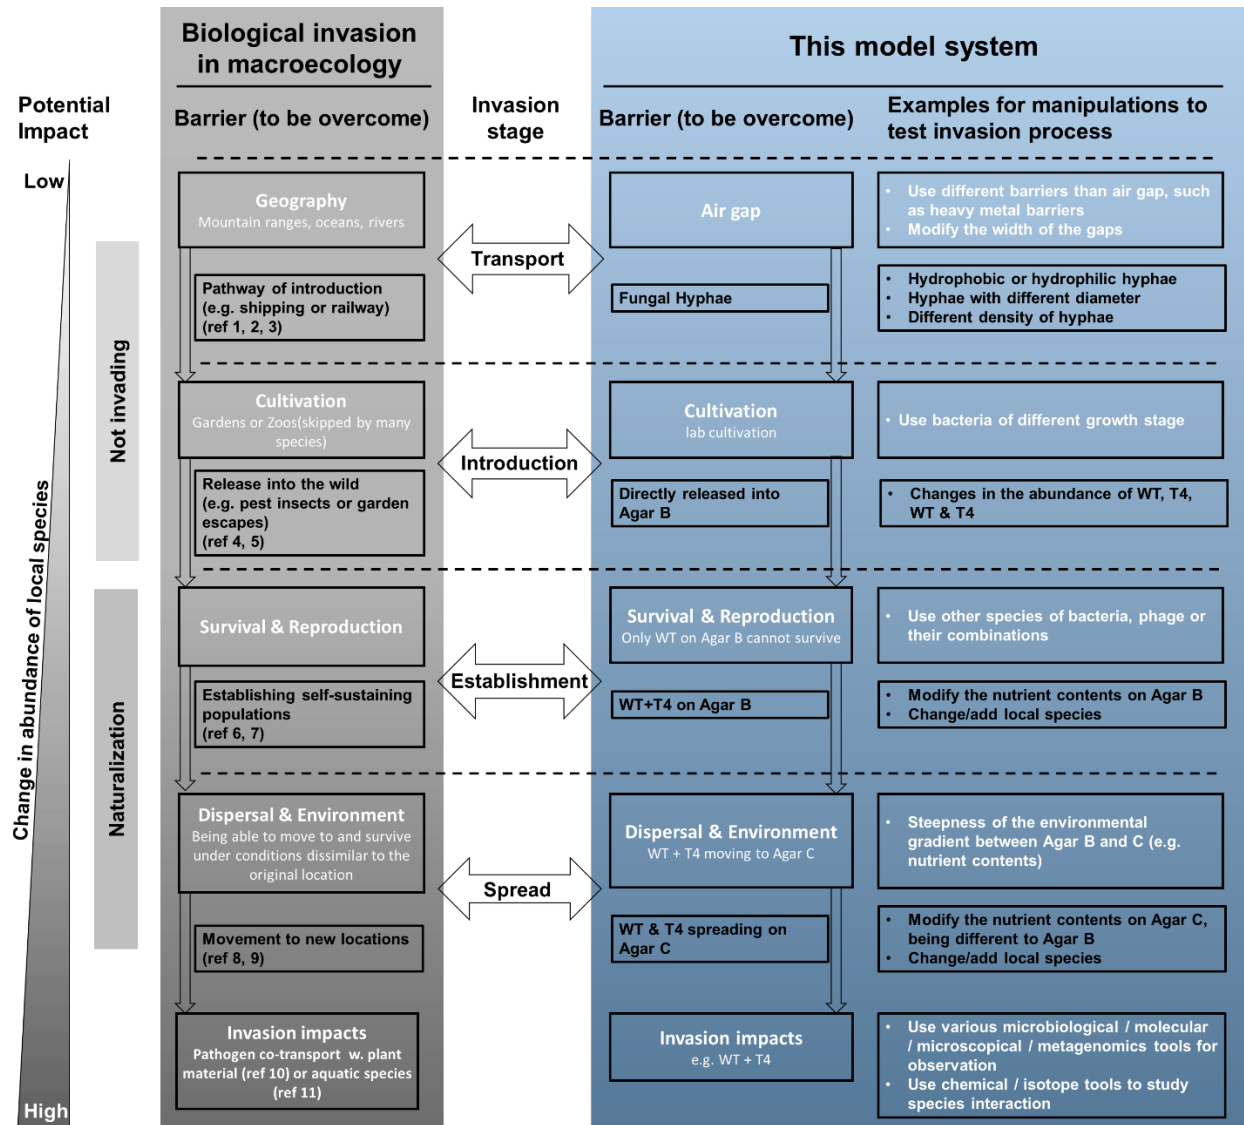 Biological invasion
in macroecology
This model system
Potential
Impact
Barrier (to be overcome)
Invasion
stage
Barrier (to be overcome)
Examples for manipulations to
test invasion process
Low
Change in abundance of local species
High
Not invading
Naturalization
Geography
Mountain ranges, oceans, rivers
Transport
Air gap
• Use different barriers than air gap, such
as heavy metal barriers
• Modify the width of the gaps
Pathway of introduction
(e.g. shipping or railway)
(ref 1, 2, 3)
Fungal Hyphae
• Hydrophobic or hydrophilic hyphae
• Hyphae with different diameter
• Different density of hyphae
Cultivation
Gardens or Zoos(skipped by many
species)
Introduction
Cultivation
lab cultivation
• Use bacteria of different growth stage
Release into the wild
(e.g. pest insects or garden
escapes)
(ref 4, 5)
Directly released into
Agar B
• Changes in the abundance of WT, T4,
WT & T4
Survival & Reproduction
Establishment
Survival & Reproduction
Only WT on Agar B cannot survive
• Use other species of bacteria, phage or
their combinations
Establishing self-sustaining
populations
(ref 6, 7)
WT+T4 on Agar B
• Modify the nutrient contents on Agar B
• Change/add local species
Dispersal & Environment
Being able to move to and survive
under conditions dissimilar to the
original location
Spread
Dispersal & Environment
WT + T4 moving to Agar C
• Steepness of the environmental
gradient between Agar B and C (e.g.
nutrient contents)
Movement to new locations
(ref 8, 9)
WT & T4 spreading on
Agar C
• Modify the nutrient contents on Agar C,
being different to Agar B
• Change/add local species
Invasion impacts
Pathogen co-transport w. plant
material (ref 10) or aquatic species
(ref 11)
Invasion impacts
e.g. WT + T4
• Use various microbiological / molecular
/ microscopical / metagenomics tools for
observation
• Use chemical / isotope tools to study
species interaction